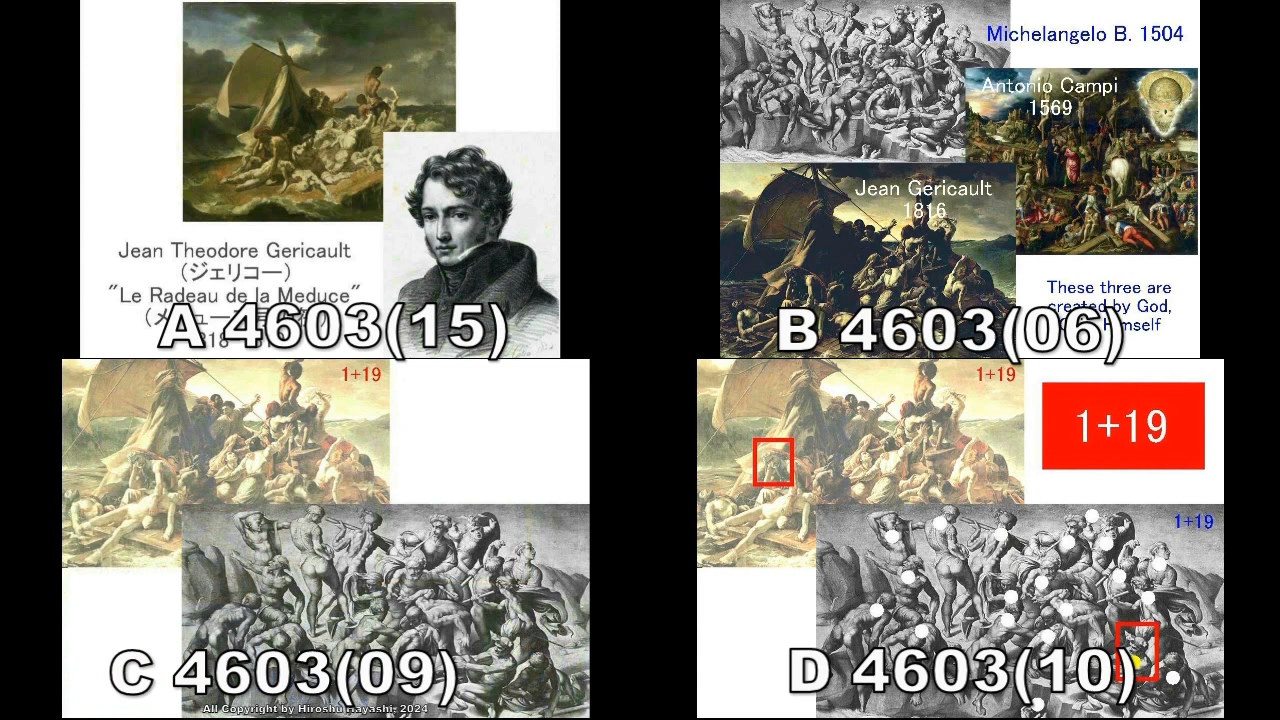 Jean Theodore Gericault
(ジェリコー)
"Le Radeau de la Meduce"
A 4603(15)
Michelangelo B. 1504
Antonio Campi
1569
Jean Gericault
1816
These three are
created by God,
B 4603(06)
1+19
C 4603(09)
All Copyright by Hiroshi Hayashi, 2024
1+19
1+19
1+19
D 4603(10)